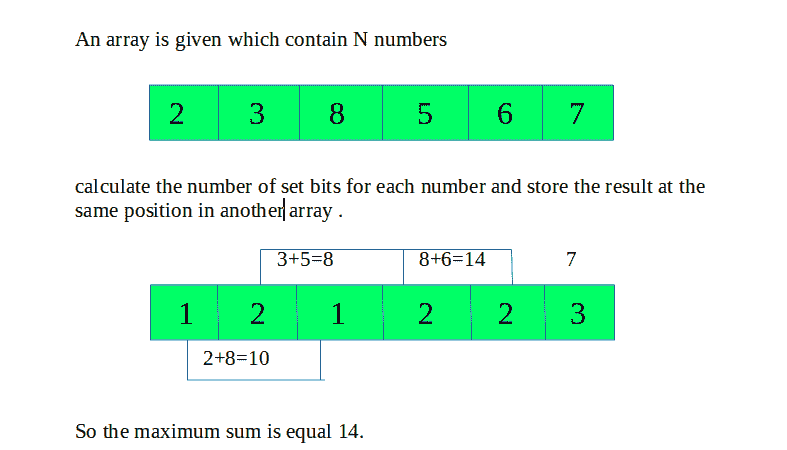 An array is given which contain N numbers
2 3 8 5 6 7
calculate the number of set bits for each number and store the result at the
same position in another array .
3+5=8 8+6=14 7
1 2 1 2 2 3
2+8=10
So the maximum sum is equal 14.